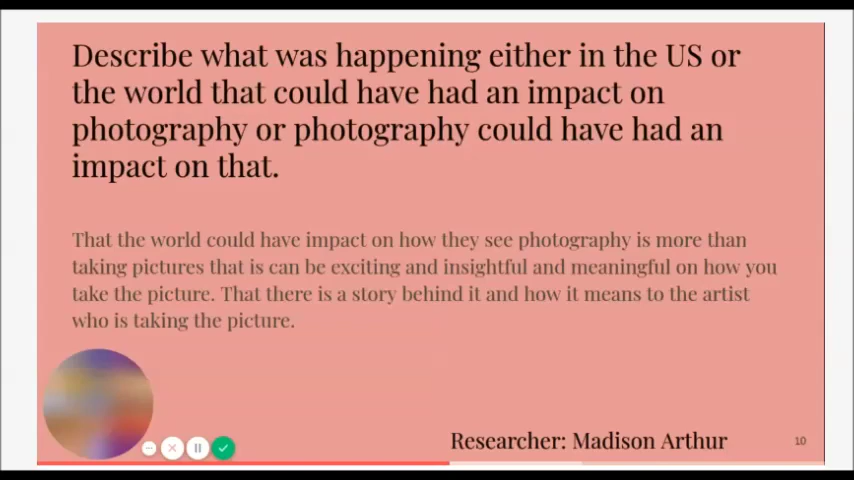 Describe what was happening either in the US or
the world that could have had an impact on
photography or photography could have had an
impact on that.
That the world could have impact on how they see photography is more than
taking pictures that is can be exciting and insightful and meaningful on how you
take the picture. That there is a story behind it and how it means to the artist
who is taking the picture.
Researcher: Madison Arthur
10